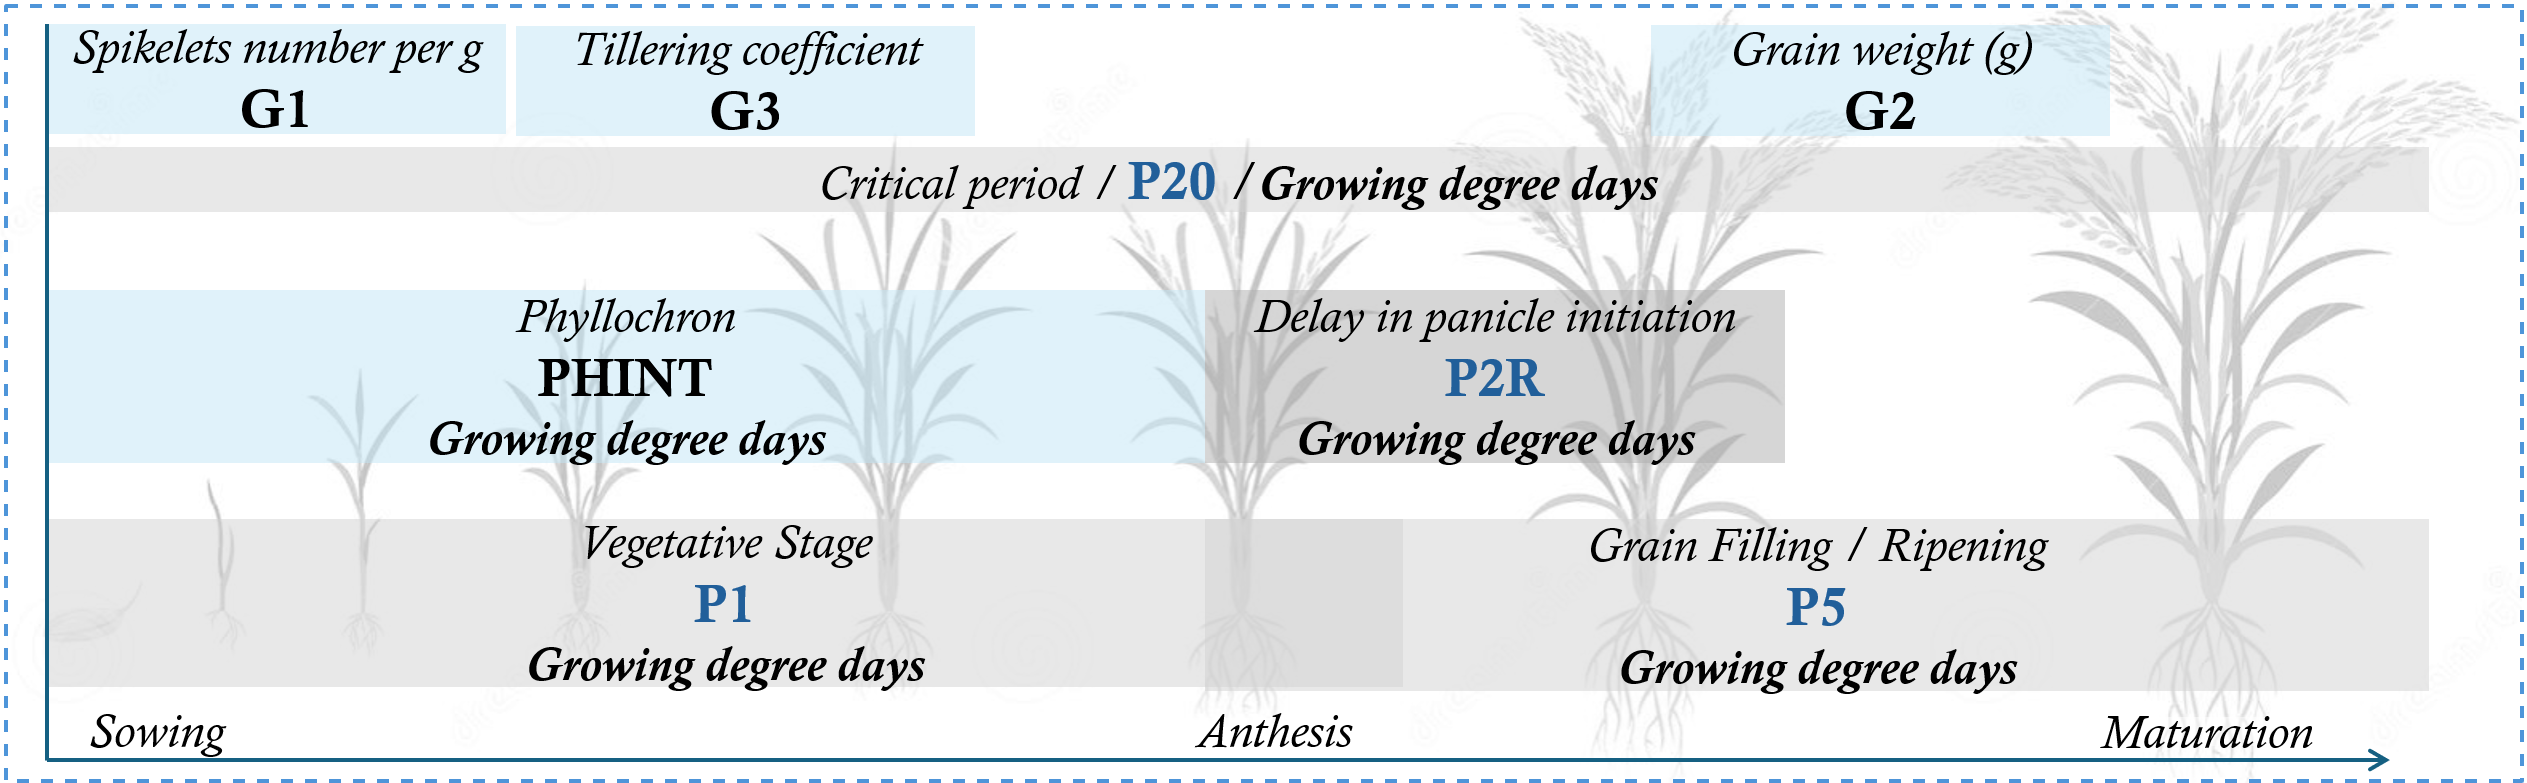 Spikelets number per g
G1
Tillering coefficient
G3
Grain weight (g)
G2
Critical period / P20 / Growing degree days
Phyllochron
PHINT
Growing degree days
Delay in panicle initiation
P2R
Growing degree days
Vegetative Stage
P1
Growing degree days
Grain Filling / Ripening
P5
Growing degree days
Sowing
Anthesis
Maturation